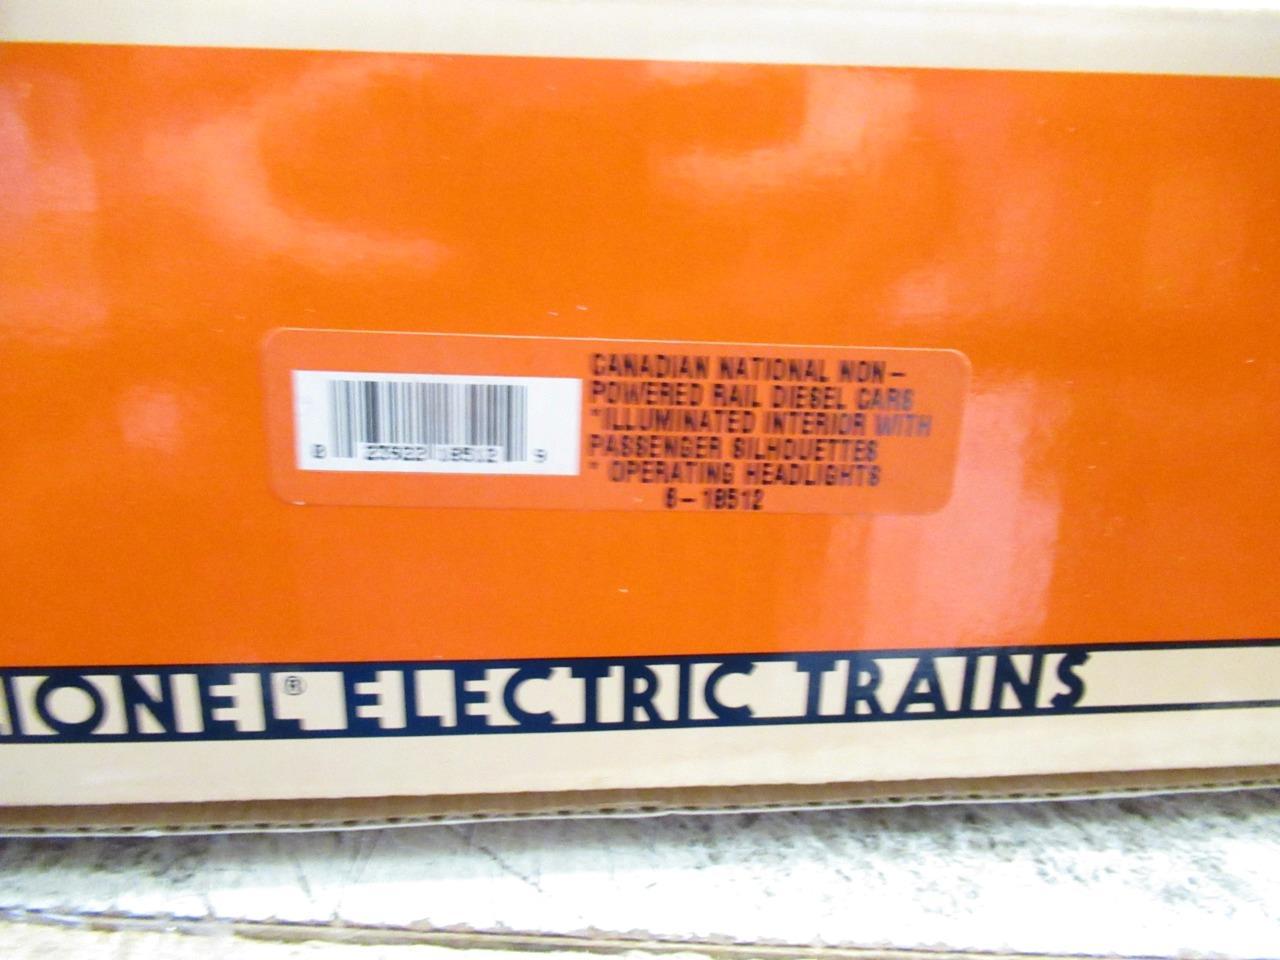 CANADIAN NATIONAL NON-
POWERED RAIL DIESEL CARS
*ILLUMINATED INTERIOR WITH
PASSENGER SILHOUETTES
* OPERATING HEADLIGHTS
6-18512
0 23922 18512 9
IONEL® ELECTRIC TRAINS